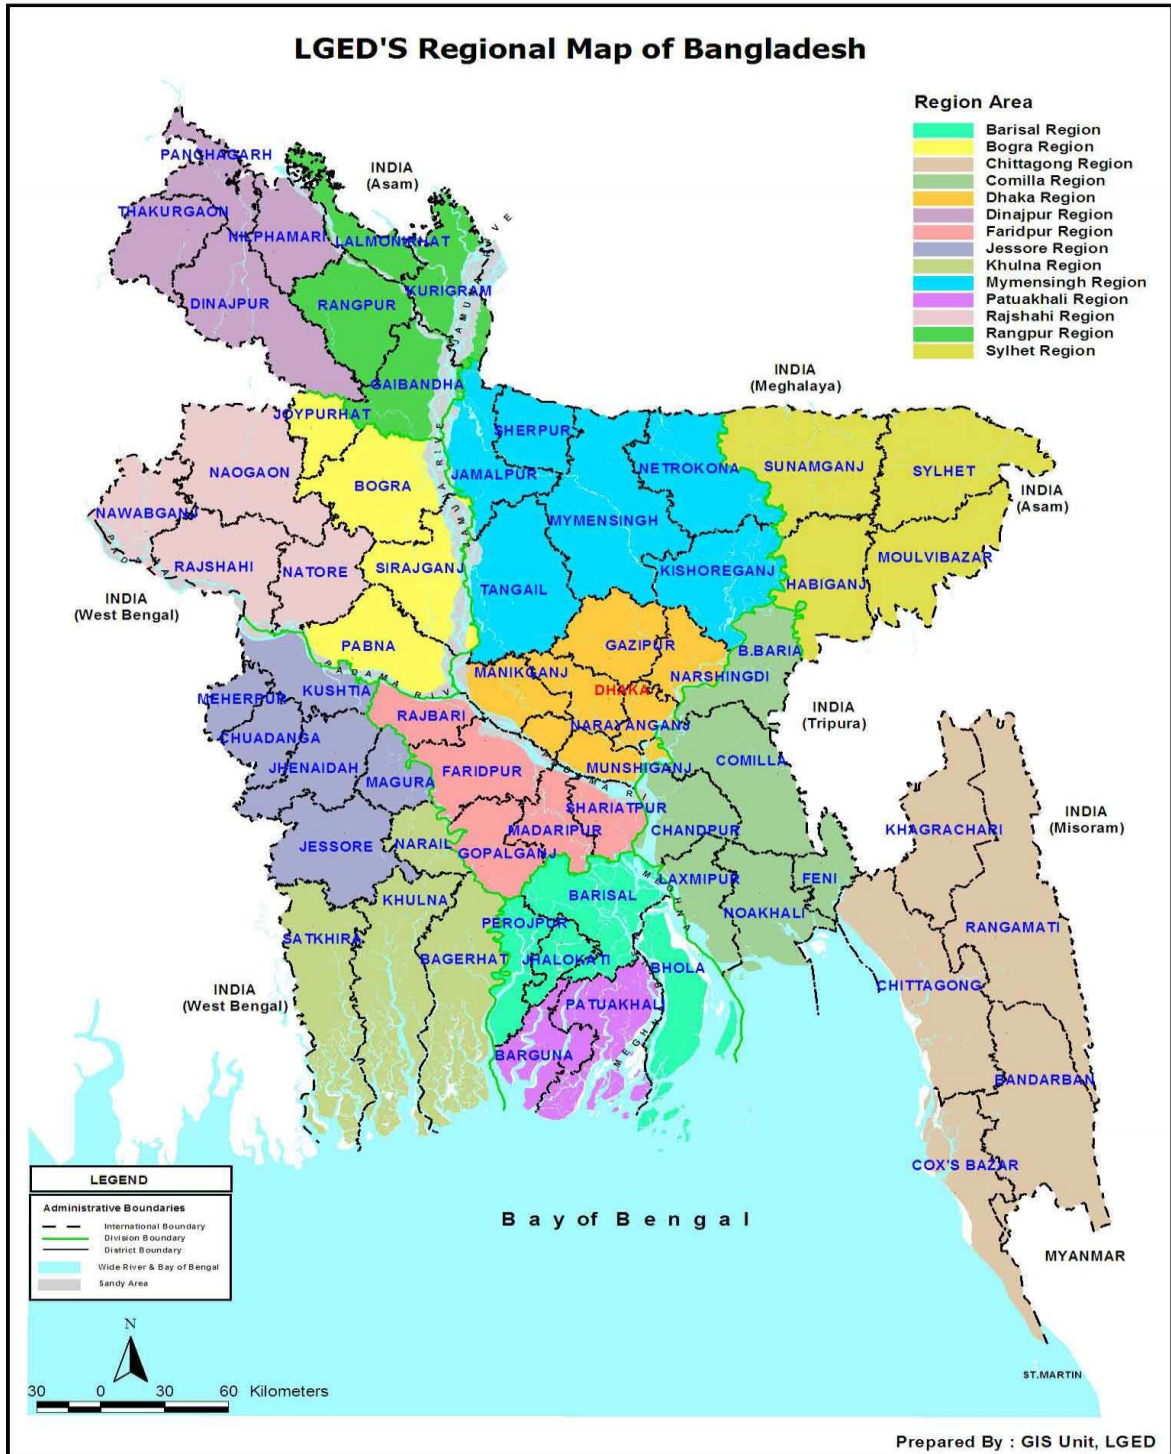 LGED'S Regional Map of Bangladesh
Region Area
Barisal Region
Bogra Region
Chittagong Region
Comilla Region
Dhaka Region
Dinajpur Region
Faridpur Region
Jessore Region
Khulna Region
Mymensingh Region
Patuakhali Region
Rajshahi Region
Rangpur Region
Sylhet Region
PANCHAGARH
INDIA
(Asam)
THAKURGAON
NILPHAMARI
LALMONIRHAT
DINAJPUR
RANGPUR
KURIGRAM
JAMUNA RIVE
GAIBANDHA
INDIA
(Meghalaya)
JOYPURHAT
SHERPUR
NAOGAON
BOGRA
JAMALPUR
NETROKONA
SUNAMGANJ
SYLHET
INDIA
(Asam)
NAWABGANJ
MYMENSINGH
RAJSHAHI
NATORE
SIRAJGANJ
TANGAIL
KISHOREGANJ
HABIGANJ
MOULVIBAZAR
INDIA
(West Bengal)
PABNA
GAZIPUR
B.BARIA
MANIKGANJ
NARSHINGDI
PADAMA RIV
MEHERPUR
KUSHTIA
DHAKA
RAJBARI
NARAYANGANJ
INDIA
(Tripura)
CHUADANGA
JHENAIDAH
MAGURA
FARIDPUR
MUNSHIGANJ
COMILLA
SHARIATPUR
MADARIPUR
CHANDPUR
KHAGRACHARI
INDIA
(Misoram)
JESSORE
NARAIL
GOPALGANJ
LAXMIPUR
FENI
KHULNA
BARISAL
NOAKHALI
PEROJPUR
RANGAMATI
SATKHIRA
BAGERHAT
JHALOKATI
BHOLA
INDIA
(West Bengal)
PATUAKHALI
CHITTAGONG
BARGUNA
BANDARBAN
COX'S BAZAR
Bay of Bengal
MYANMAR
ST.MARTIN
LEGEND
Administrative Boundaries
International Boundary
Division Boundary
District Boundary
Wide River & Bay of Bengal
Sandy Area
N
30 0 30 60 Kilometers
Prepared By : GIS Unit, LGED